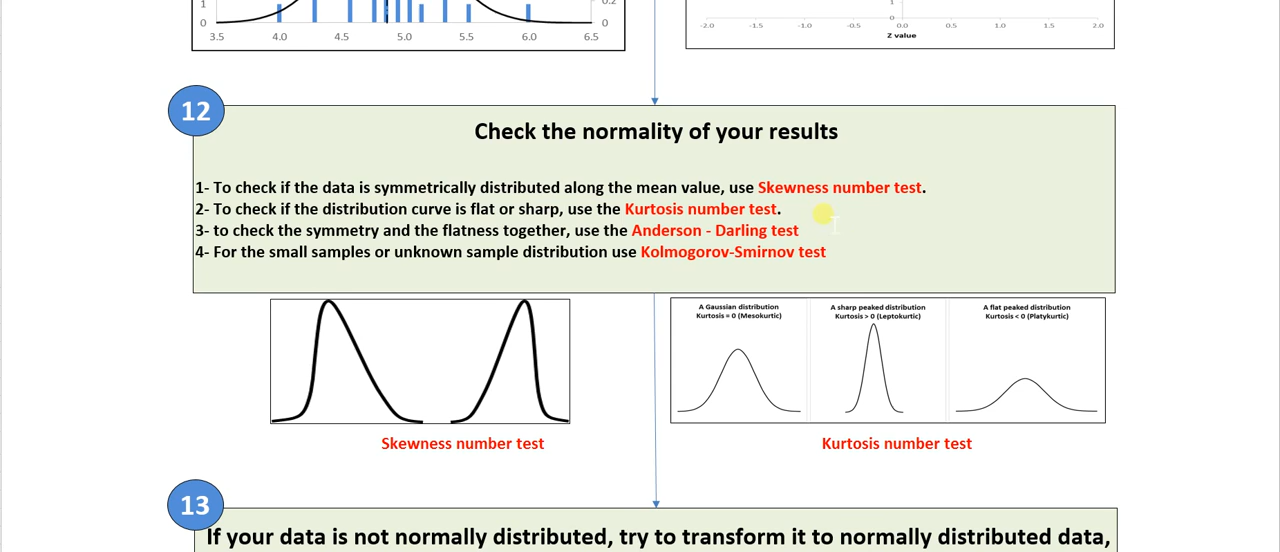 1
0
3.5 4.0 4.5 5.0 5.5 6.0 6.5
0.2
0
1
0
-2.0 -1.5 -1.0 -0.5 0.0 0.5 1.0 1.5 2.0
Z value
12
Check the normality of your results
1- To check if the data is symmetrically distributed along the mean value, use Skewness number test.
2- To check if the distribution curve is flat or sharp, use the Kurtosis number test.
3- to check the symmetry and the flatness together, use the Anderson - Darling test
4- For the small samples or unknown sample distribution use Kolmogorov-Smirnov test
A Gaussian distribution
Kurtosis = 0 (Mesokurtic)
A sharp peaked distribution
Kurtosis > 0 (Leptokurtic)
A flat peaked distribution
Kurtosis < 0 (Platykurtic)
Skewness number test
Kurtosis number test
13
If your data is not normally distributed, try to transform it to normally distributed data,